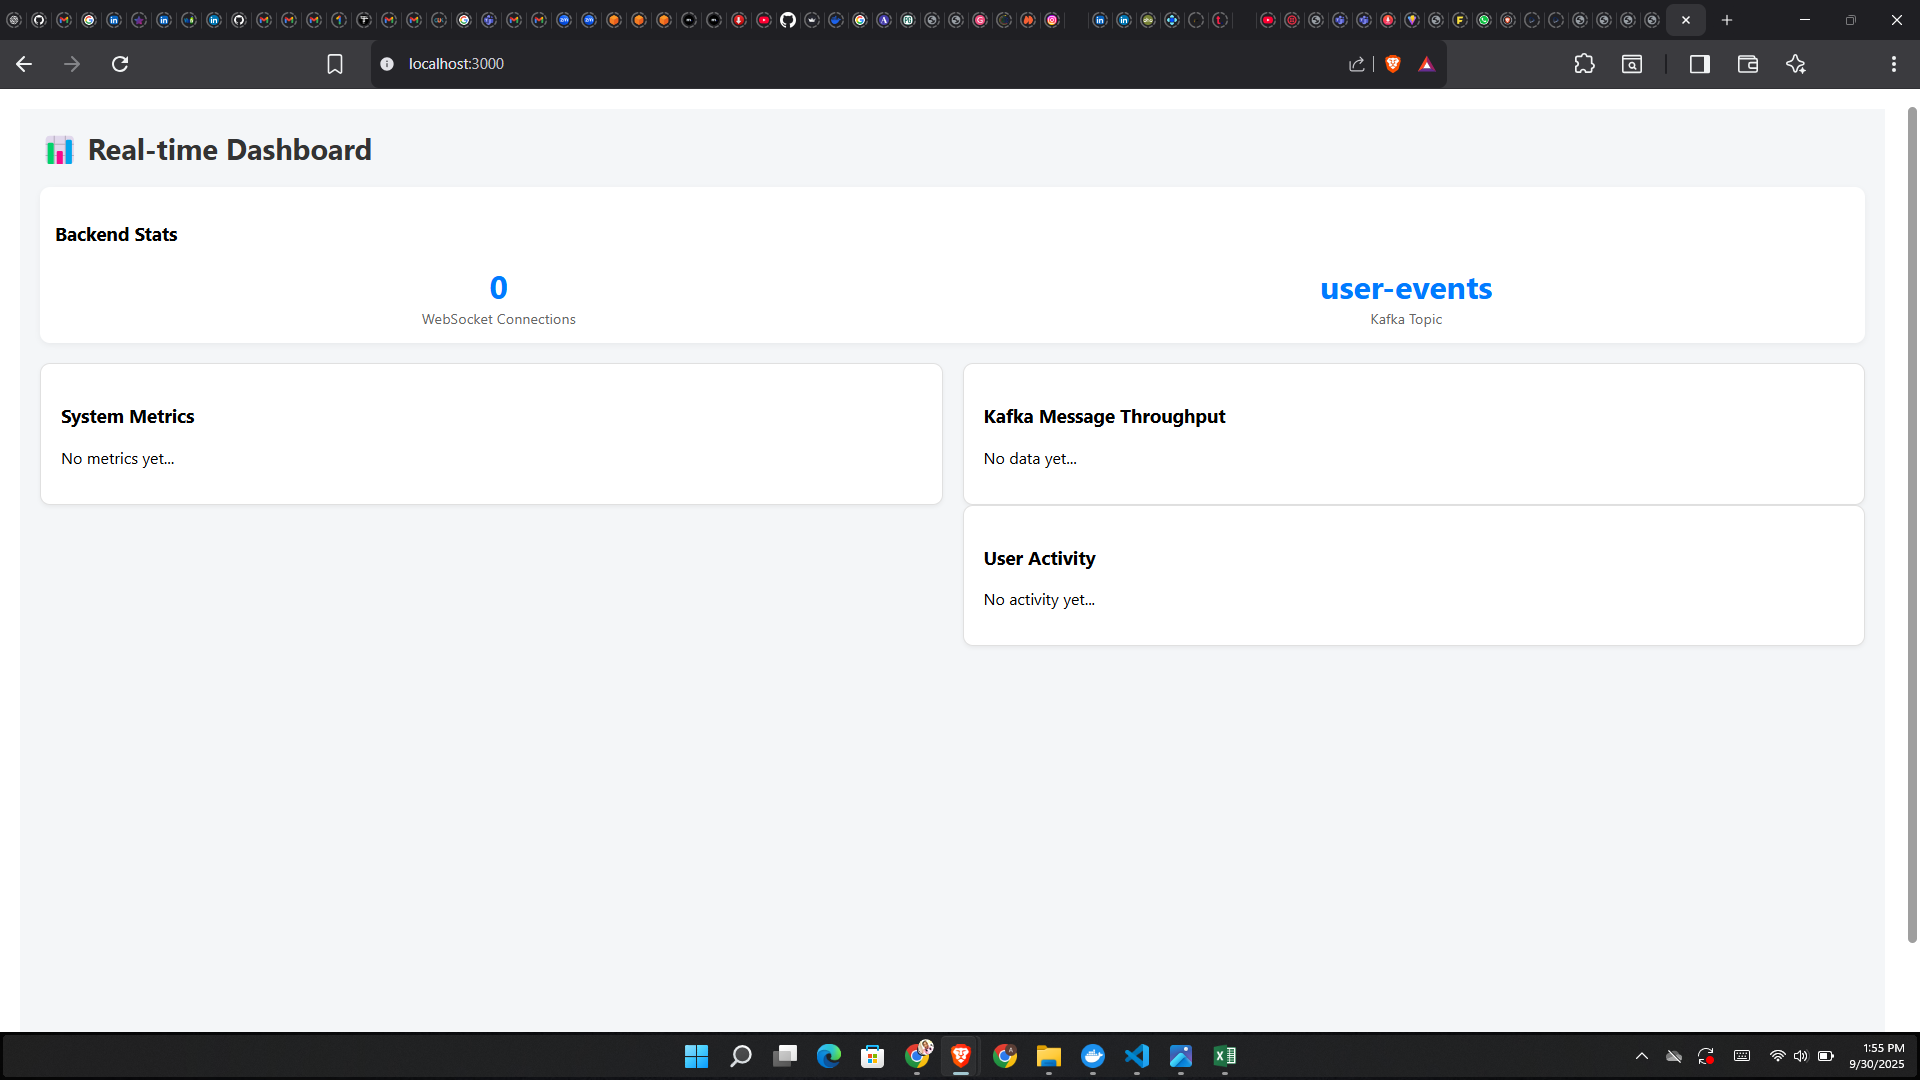 localhost:3000
Real-time Dashboard
Backend Stats
0
WebSocket Connections
user-events
Kafka Topic
System Metrics
No metrics yet...
Kafka Message Throughput
No data yet...
User Activity
No activity yet...
1:55 PM
9/30/2025